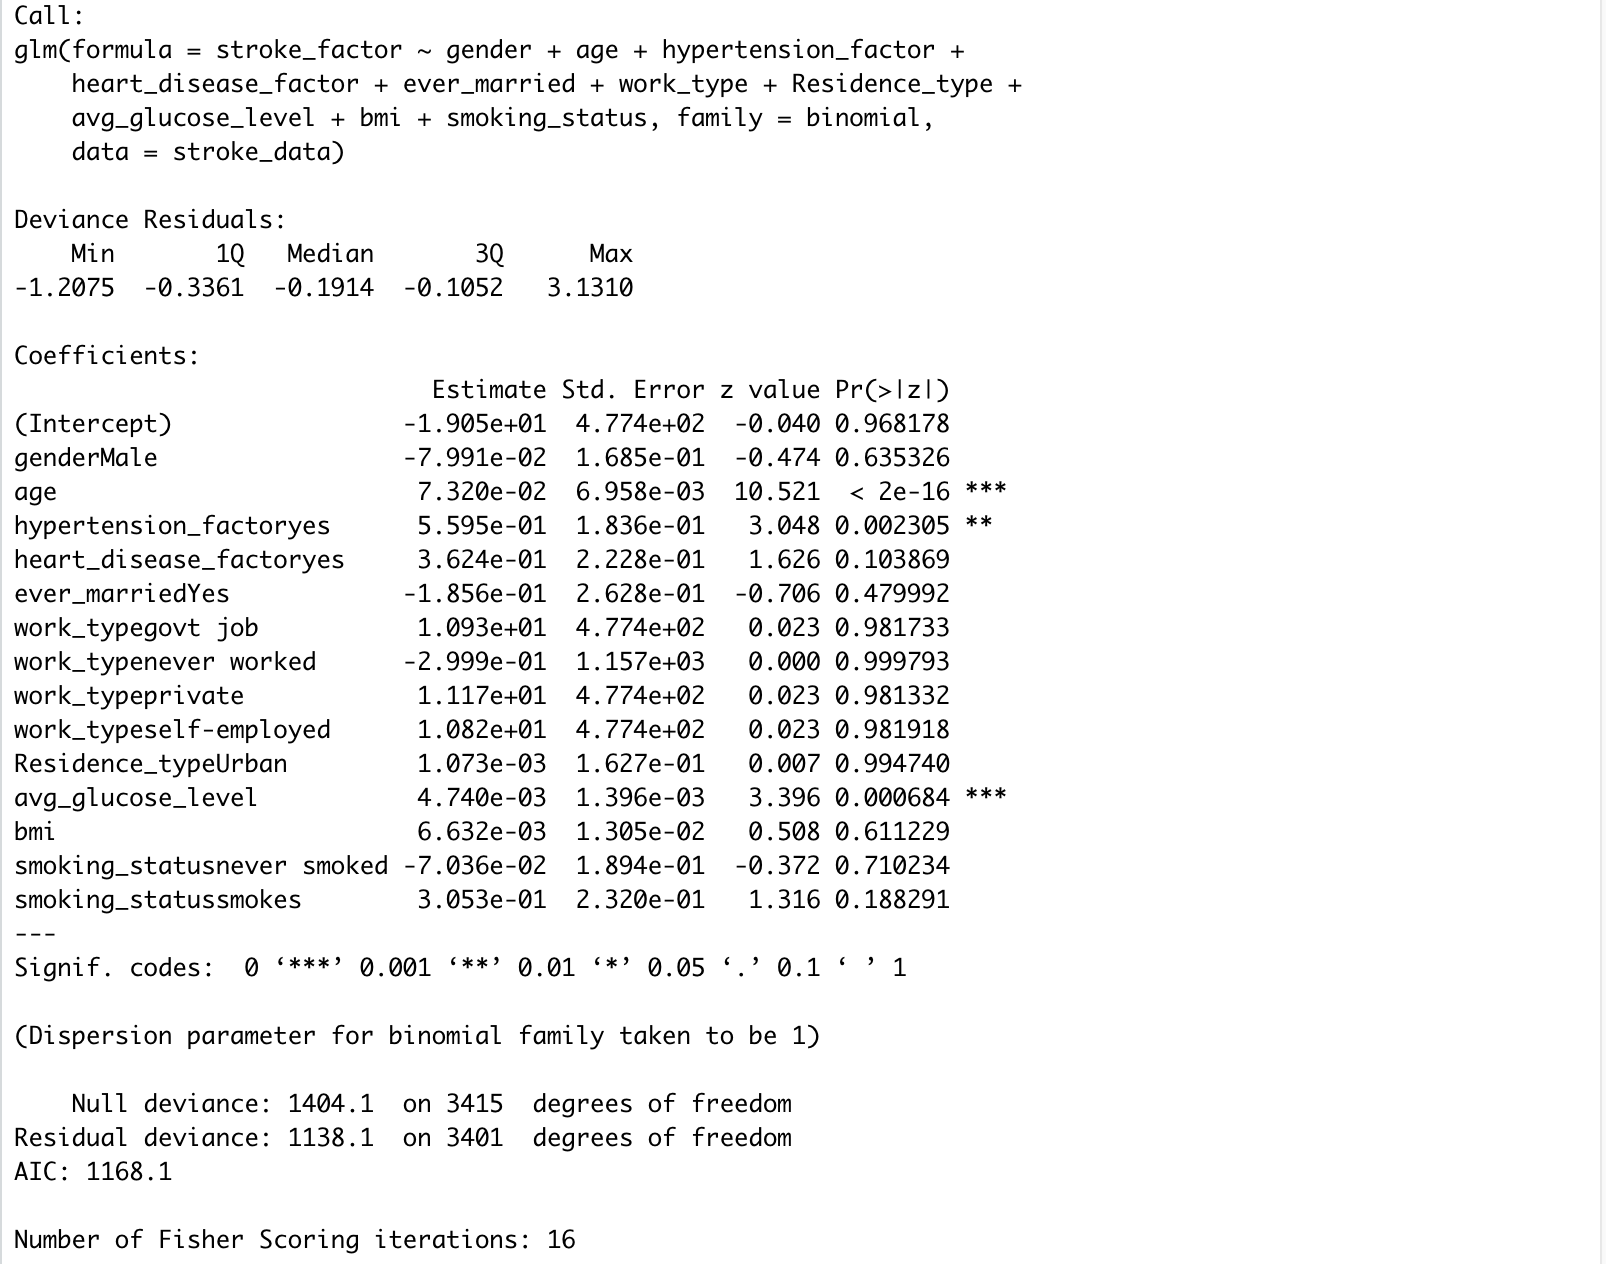 Call:
glm(formula = stroke_factor ~ gender + age + hypertension_factor +
    heart_disease_factor + ever_married + work_type + Residence_type +
    avg_glucose_level + bmi + smoking_status, family = binomial,
    data = stroke_data)

Deviance Residuals:
    Min       1Q   Median       3Q      Max
-1.2075  -0.3361  -0.1914  -0.1052   3.1310

Coefficients:
                             Estimate Std. Error z value Pr(>|z|)
(Intercept)                -1.905e+01  4.774e+02  -0.040 0.968178
genderMale                 -7.991e-02  1.685e-01  -0.474 0.635326
age                         7.320e-02  6.958e-03  10.521  < 2e-16 ***
hypertension_factoryes      5.595e-01  1.836e-01   3.048 0.002305 **
heart_disease_factoryes     3.624e-01  2.228e-01   1.626 0.103869
ever_marriedYes            -1.856e-01  2.628e-01  -0.706 0.479992
work_typegovt job           1.093e+01  4.774e+02   0.023 0.981733
work_typenever worked      -2.999e-01  1.157e+03   0.000 0.999793
work_typeprivate            1.117e+01  4.774e+02   0.023 0.981332
work_typeself-employed      1.082e+01  4.774e+02   0.023 0.981918
Residence_typeUrban         1.073e-03  1.627e-01   0.007 0.994740
avg_glucose_level           4.740e-03  1.396e-03   3.396 0.000684 ***
bmi                         6.632e-03  1.305e-02   0.508 0.611229
smoking_statusnever smoked -7.036e-02  1.894e-01  -0.372 0.710234
smoking_statussmokes        3.053e-01  2.320e-01   1.316 0.188291
---
Signif. codes:  0 ‘***’ 0.001 ‘**’ 0.01 ‘*’ 0.05 ‘.’ 0.1 ‘ ’ 1

(Dispersion parameter for binomial family taken to be 1)

    Null deviance: 1404.1  on 3415  degrees of freedom
Residual deviance: 1138.1  on 3401  degrees of freedom
AIC: 1168.1

Number of Fisher Scoring iterations: 16